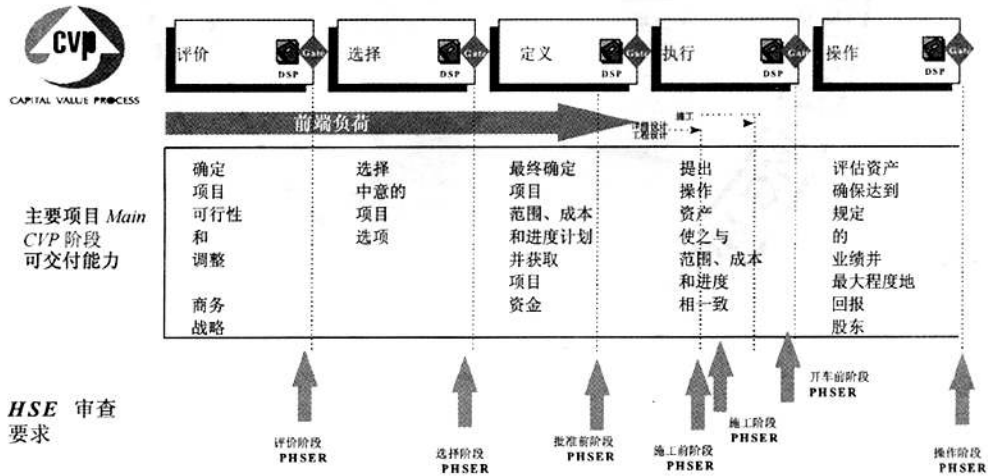 cvp
CAPITAL VALUE PROCESS
评价
DSP
Gate
选择
DSP
Gate
定义
DSP
Gate
执行
DSP
Gate
操作
DSP
Gate
前端负荷
施工
详细设计
工程设计
主要项目 Main
CVP 阶段
可交付能力
确定
项目
可行性
和
调整
商务
战略
选择
中意的
项目
选项
最终确定
项目
范围、成本
和进度计划
并获取
项目
资金
提出
操作
资产
使之与
范围、成本
和进度
相一致
评估资产
确保达到
规定
的
业绩并
最大程度地
回报
股东
HSE 审查
要求
评价阶段
PHSER
选择阶段
PHSER
批准前阶段
PHSER
施工前阶段
PHSER
施工阶段
PHSER
开车前阶段
PHSER
操作阶段
PHSER